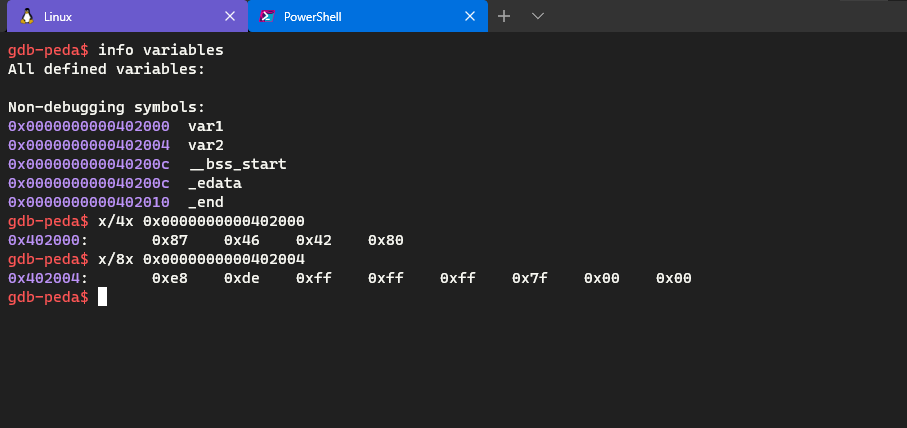 Linux PowerShell
gdb-peda$ info variables
All defined variables:
Non-debugging symbols:
0x0000000000402000 var1
0x0000000000402004 var2
0x000000000040200c __bss_start
0x000000000040200c _edata
0x0000000000402010 _end
gdb-peda$ x/4x 0x0000000000402000
0x402000: 0x87 0x46 0x42 0x80
gdb-peda$ x/8x 0x0000000000402004
0x402004: 0xe8 0xde 0xff 0xff 0xff 0x7f 0x00 0x00
gdb-peda$